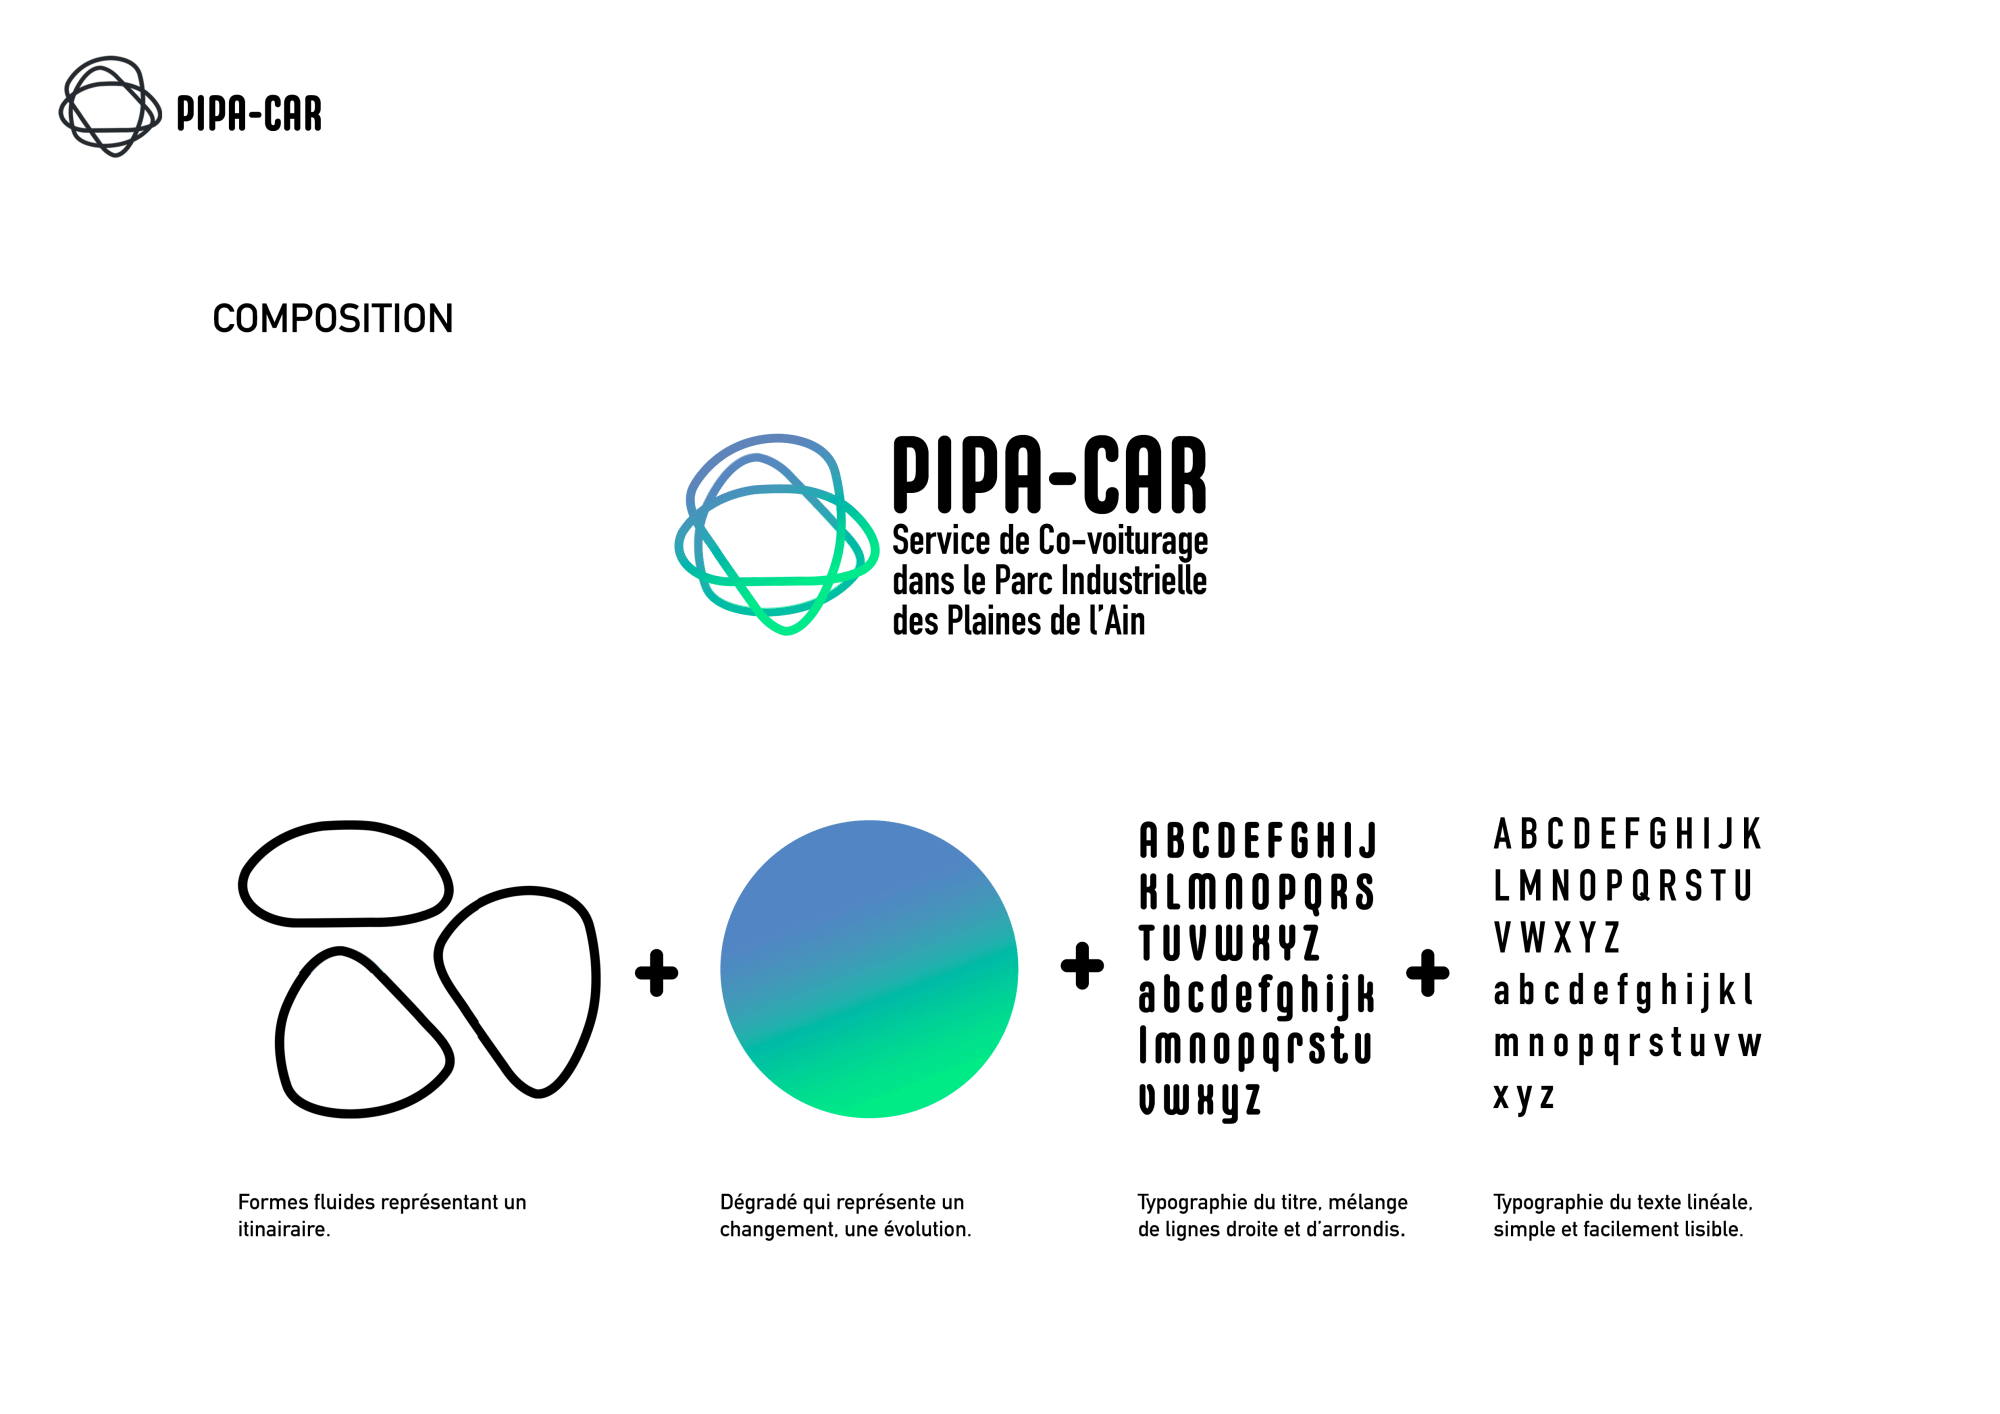 PIPA-CAR
COMPOSITION
PIPA-CAR
Service de Co-voiturage
dans le Parc Industrielle
des Plaines de l'Ain
+
+
+
ABCDEFGHIJ
KLMNOPQRS
TUVWXYZ
abcdefghijk
lmnopqrstu
vwxyz
ABCDEFGHIJK
LMNOPQRSTU
VWXYZ
abcdefghijkl
mnopqrstuvw
xyz
Formes fluides représentant un
itinairaire.
Dégradé qui représente un
changement, une évolution.
Typographie du titre, mélange
de lignes droite et d'arrondis.
Typographie du texte linéale,
simple et facilement lisible.